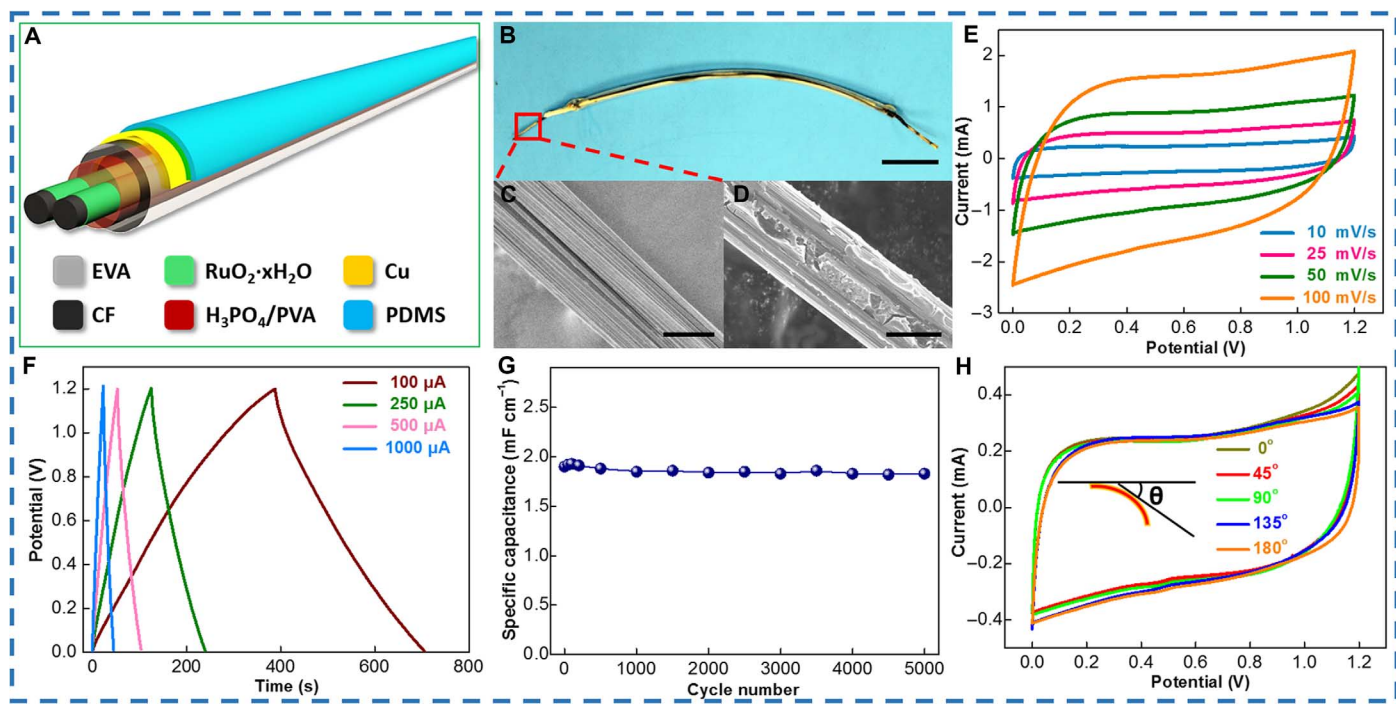 A
EVA
RuO₂·xH₂O
Cu
CF
H₃PO₄/PVA
PDMS
B
C
D
E
2
1
0
−1
−2
−3
Current (mA)
10 mV/s
25 mV/s
50 mV/s
100 mV/s
0.0 0.2 0.4 0.6 0.8 1.0 1.2
Potential (V)
F
1.2
1.0
0.8
0.6
0.4
0.2
0.0
Potential (V)
100 μA
250 μA
500 μA
1000 μA
0 200 400 600 800
Time (s)
G
2.5
2.0
1.5
1.0
0.5
0.0
Specific capacitance (mF cm⁻¹)
0 1000 2000 3000 4000 5000
Cycle number
H
0.4
0.2
0.0
−0.2
−0.4
Current (mA)
0°
45°
90°
135°
180°
θ
0.0 0.2 0.4 0.6 0.8 1.0 1.2
Potential (V)